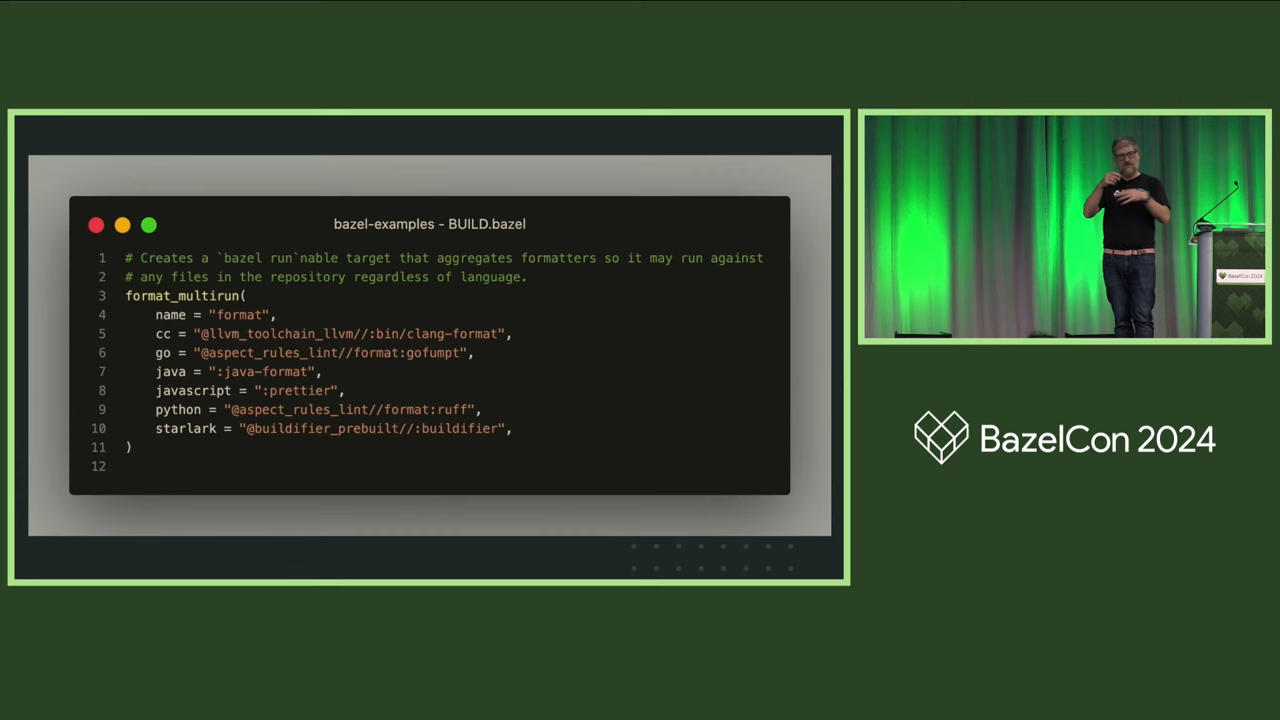 bazel-examples - BUILD.bazel
1 # Creates a `bazel run`nable target that aggregates formatters so it may run against
2 # any files in the repository regardless of language.
3 format_multirun(
4     name = "format",
5     cc = "@llvm_toolchain_llvm//:bin/clang-format",
6     go = "@aspect_rules_lint//format:gofumpt",
7     java = ":java-format",
8     javascript = ":prettier",
9     python = "@aspect_rules_lint//format:ruff",
10     starlark = "@buildifier_prebuilt//:buildifier",
11 )
12
BazelCon 2024
BazelCon 2024